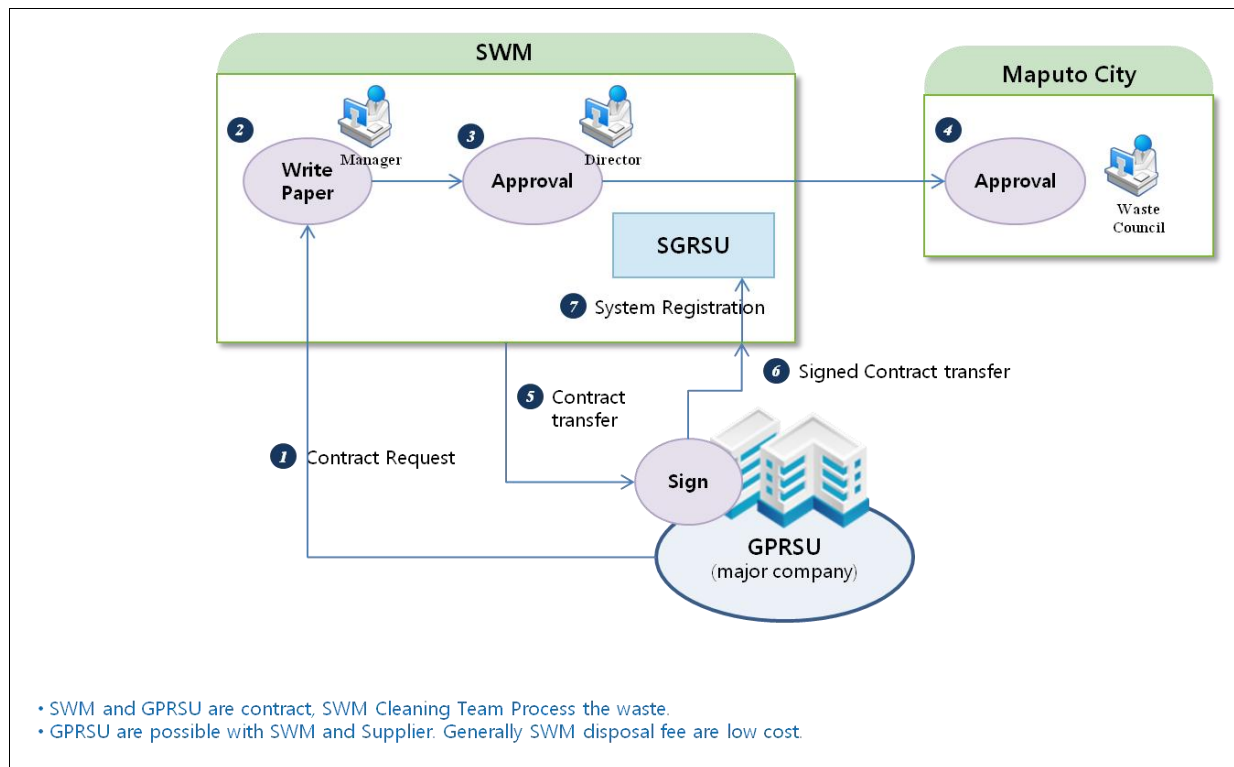 SWM
Maputo City
2
Manager
3
Director
4
Write
Paper
Approval
Approval
Waste
Council
SGRSU
7 System Registration
6 Signed Contract transfer
5 Contract
transfer
1 Contract Request
Sign
GPRSU
(major company)
• SWM and GPRSU are contract, SWM Cleaning Team Process the waste.
• GPRSU are possible with SWM and Supplier. Generally SWM disposal fee are low cost.